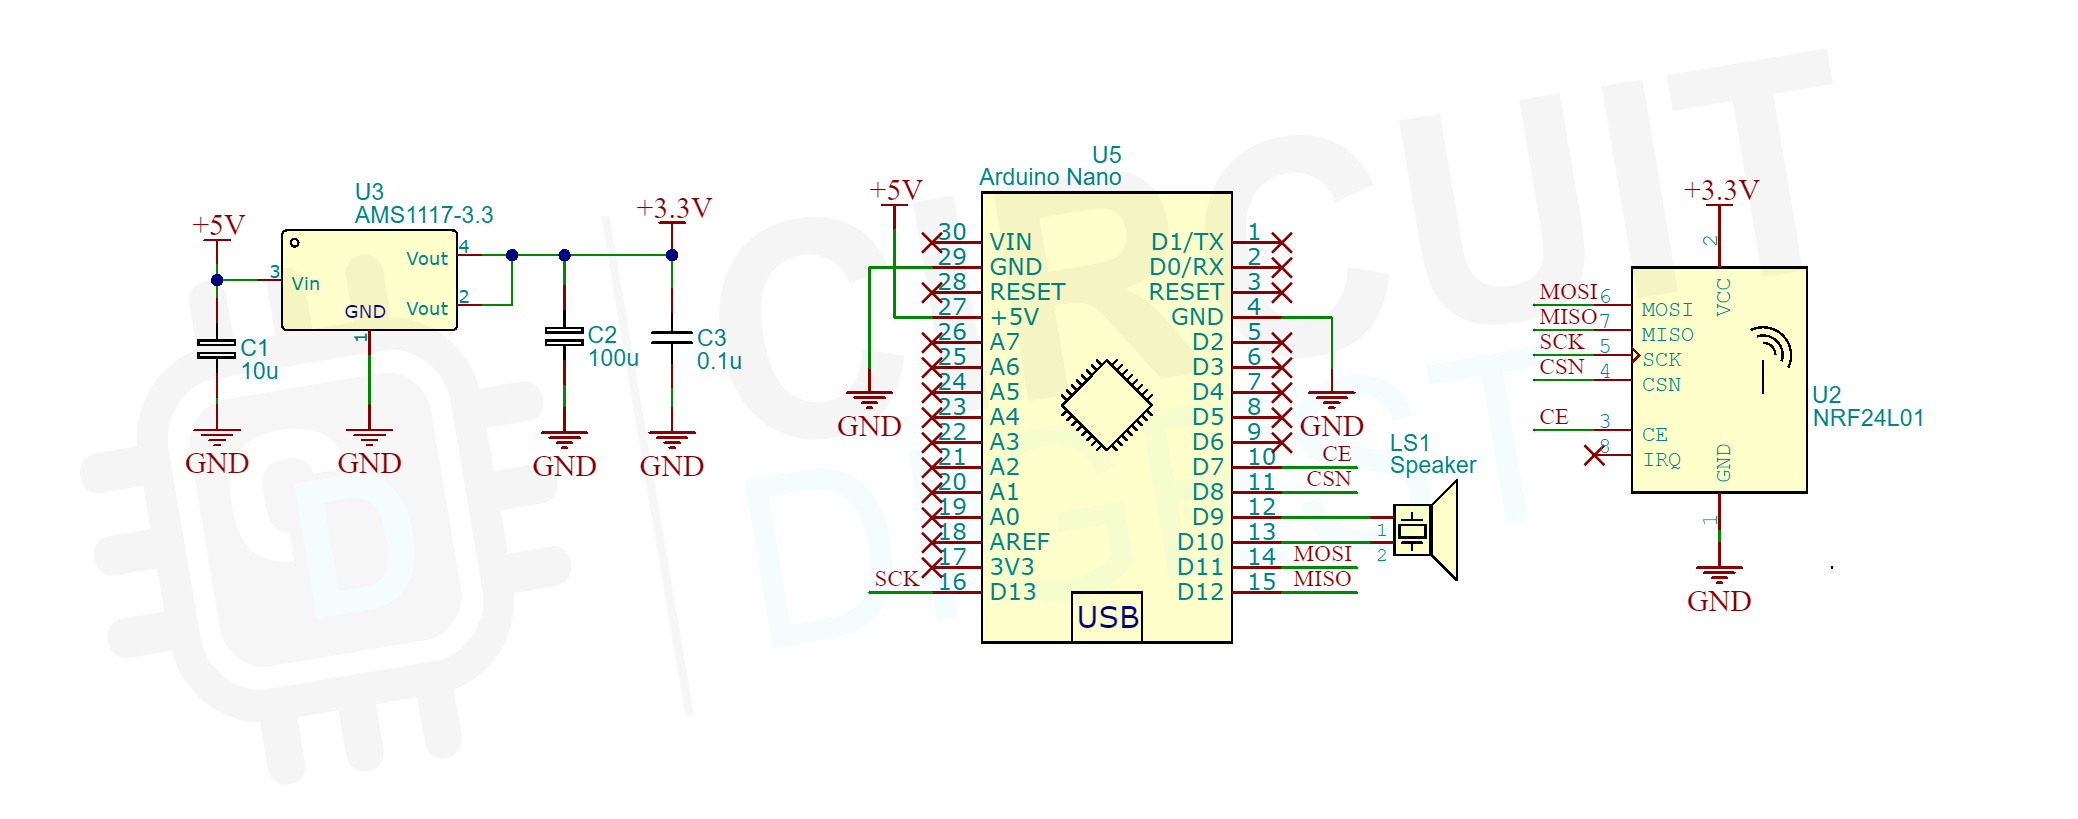 U3
AMS1117-3.3
+5V
3
Vin
GND
1
Vout
4
Vout
2
+3.3V
C1
10u
C2
100u
C3
0.1u
GND
GND
GND
GND
U5
Arduino Nano
+5V
30 VIN
29 GND
28 RESET
27 +5V
26 A7
25 A6
24 A5
23 A4
22 A3
21 A2
20 A1
19 A0
18 AREF
17 3V3
SCK 16 D13
GND
D1/TX 1
D0/RX 2
RESET 3
GND 4
D2 5
D3 6
D4 7
D5 8
D6 9
D7 10 CE
D8 11 CSN
D9 12
D10 13
D11 14 MOSI
D12 15 MISO
USB
GND
LS1
Speaker
1
2
+3.3V
2
VCC
MOSI 6 MOSI
MISO 7 MISO
SCK 5 SCK
CSN 4 CSN
CE 3 CE
8 IRQ
GND
1
GND
U2
NRF24L01
CIRCUIT
DIGEST